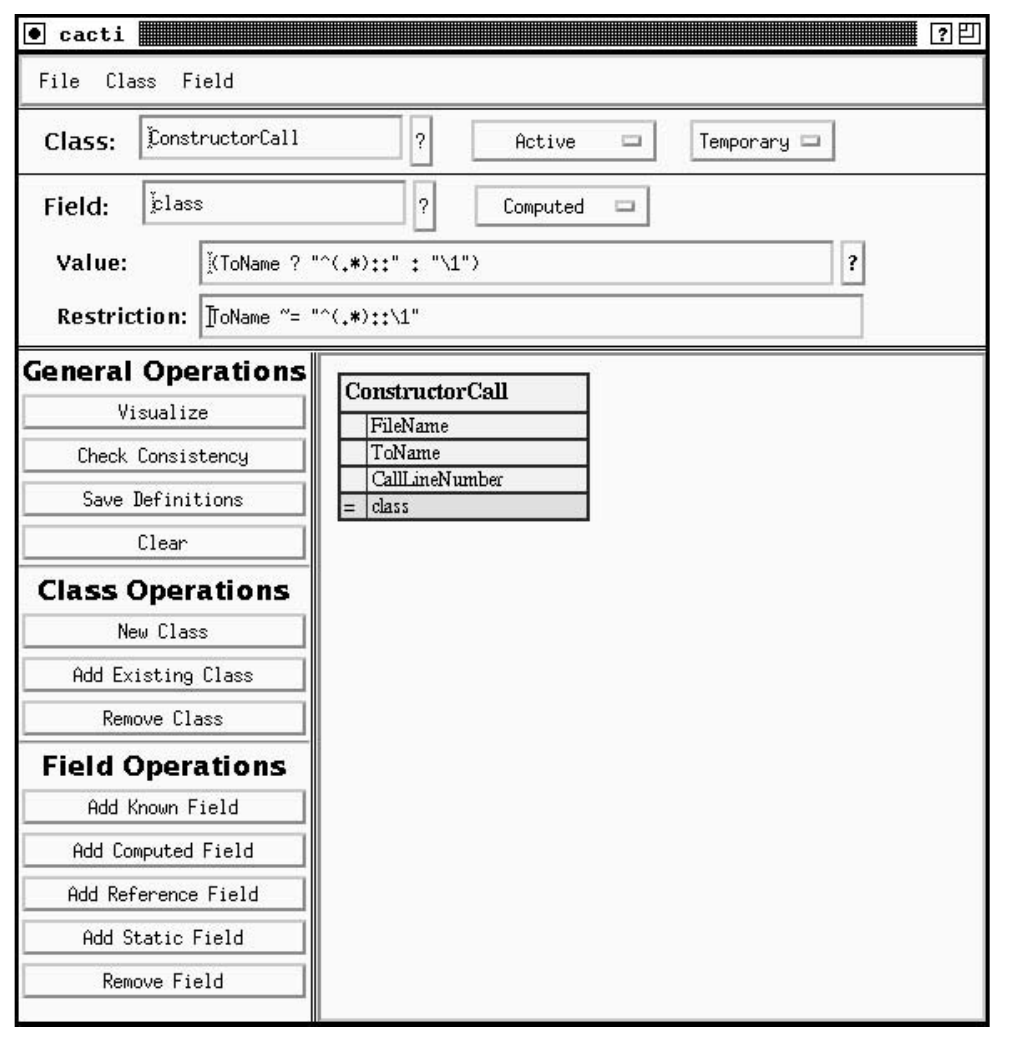 cacti ?
File Class Field
Class: ConstructorCall ? Active Temporary
Field: class ? Computed
Value: (ToName ? "^(.*)::" : "\1") ?
Restriction: ToName ~= "^(.*)::\1"
General Operations
Visualize
Check Consistency
Save Definitions
Clear
Class Operations
New Class
Add Existing Class
Remove Class
Field Operations
Add Known Field
Add Computed Field
Add Reference Field
Add Static Field
Remove Field
ConstructorCall
FileName
ToName
CallLineNumber
= class